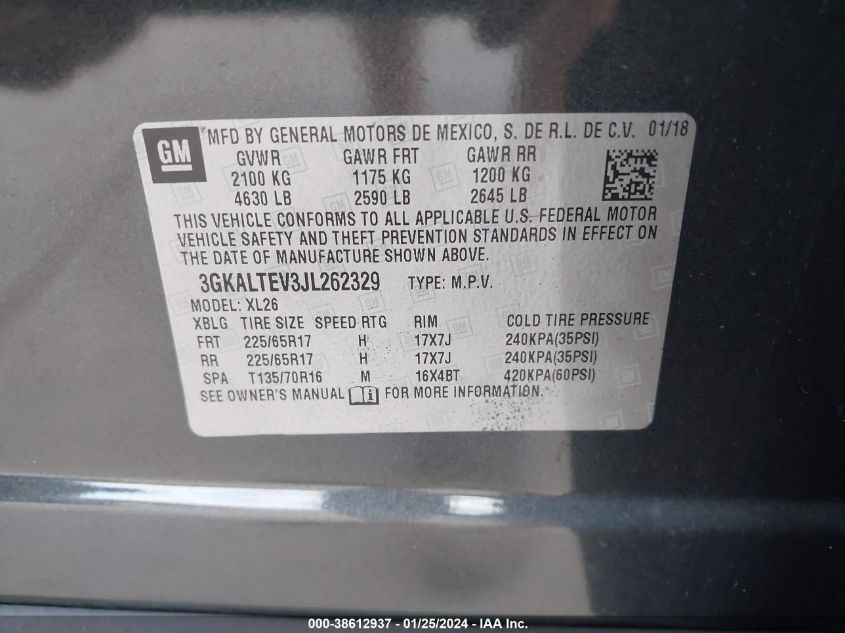 GM
MFD BY GENERAL MOTORS DE MEXICO, S. DE R.L. DE C.V. 01/18
GVWR GAWR FRT GAWR RR
2100 KG 1175 KG 1200 KG
4630 LB 2590 LB 2645 LB
THIS VEHICLE CONFORMS TO ALL APPLICABLE U.S. FEDERAL MOTOR
VEHICLE SAFETY AND THEFT PREVENTION STANDARDS IN EFFECT ON
THE DATE OF MANUFACTURE SHOWN ABOVE.
3GKALTEV3JL262329 TYPE: M.P.V.
MODEL: XL26
XBLG TIRE SIZE SPEED RTG RIM COLD TIRE PRESSURE
FRT 225/65R17 H 17X7J 240KPA(35PSI)
RR 225/65R17 H 17X7J 240KPA(35PSI)
SPA T135/70R16 M 16X4BT 420KPA(60PSI)
SEE OWNER'S MANUAL FOR MORE INFORMATION.
000-38612937 - 01/25/2024 - IAA Inc.